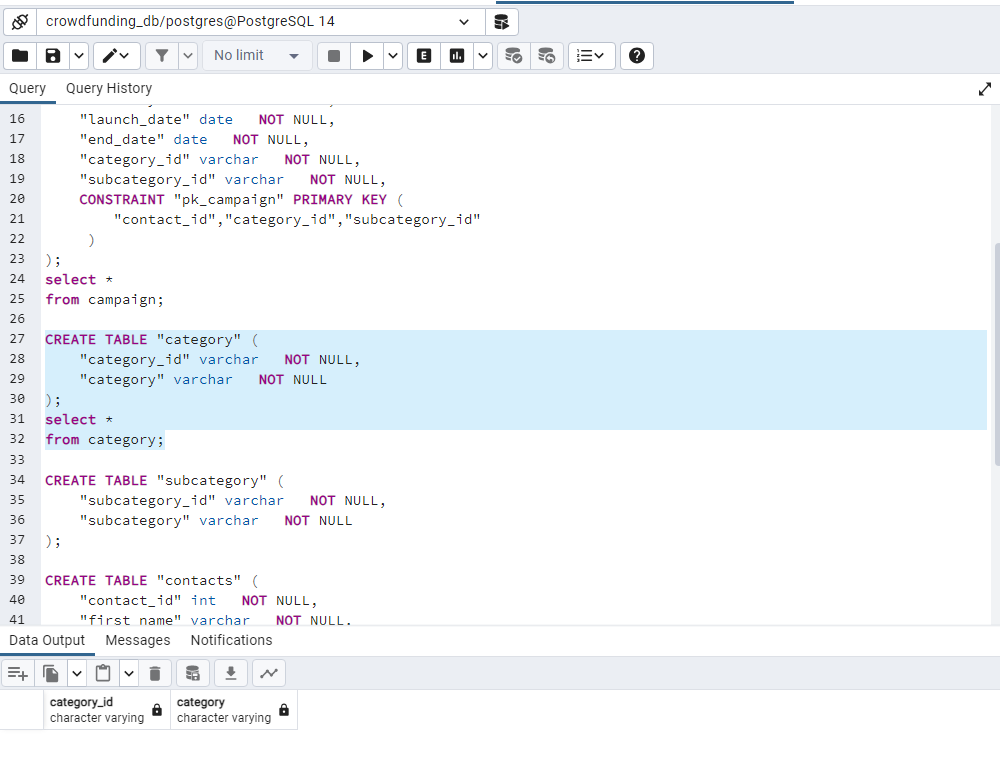 crowdfunding_db/postgres@PostgreSQL 14
No limit
E
Query Query History
16 "launch_date" date NOT NULL,
17 "end_date" date NOT NULL,
18 "category_id" varchar NOT NULL,
19 "subcategory_id" varchar NOT NULL,
20 CONSTRAINT "pk_campaign" PRIMARY KEY (
21 "contact_id","category_id","subcategory_id"
22 )
23 );
24 select *
25 from campaign;
26
27 CREATE TABLE "category" (
28 "category_id" varchar NOT NULL,
29 "category" varchar NOT NULL
30 );
31 select *
32 from category;
33
34 CREATE TABLE "subcategory" (
35 "subcategory_id" varchar NOT NULL,
36 "subcategory" varchar NOT NULL
37 );
38
39 CREATE TABLE "contacts" (
40 "contact_id" int NOT NULL,
41 "first_name" varchar NOT NULL,
Data Output Messages Notifications
category_id category
character varying character varying